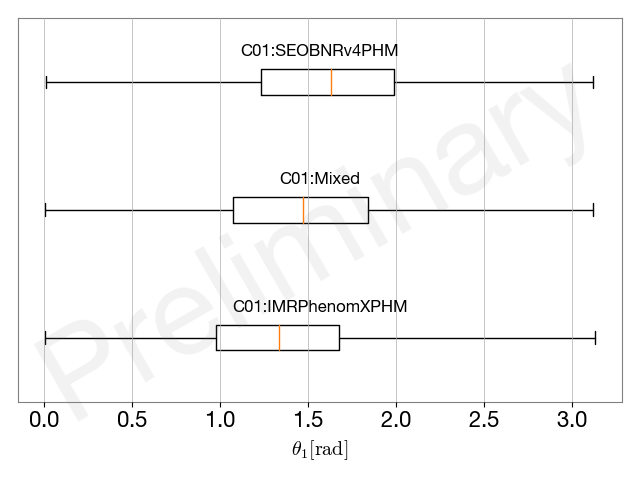 C01:SEOBNRv4PHM
C01:Mixed
C01:IMRPhenomXPHM
Preliminary
0.0 0.5 1.0 1.5 2.0 2.5 3.0
θ₁[rad]